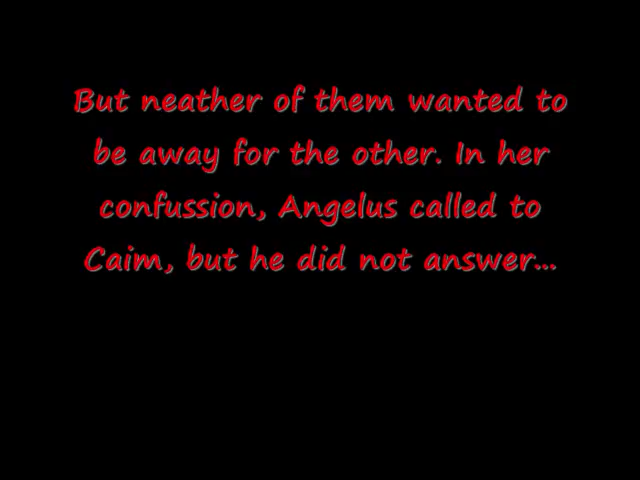 But neather of them wanted to
be away for the other. In her
confussion, Angelus called to
Caim, but he did not answer...